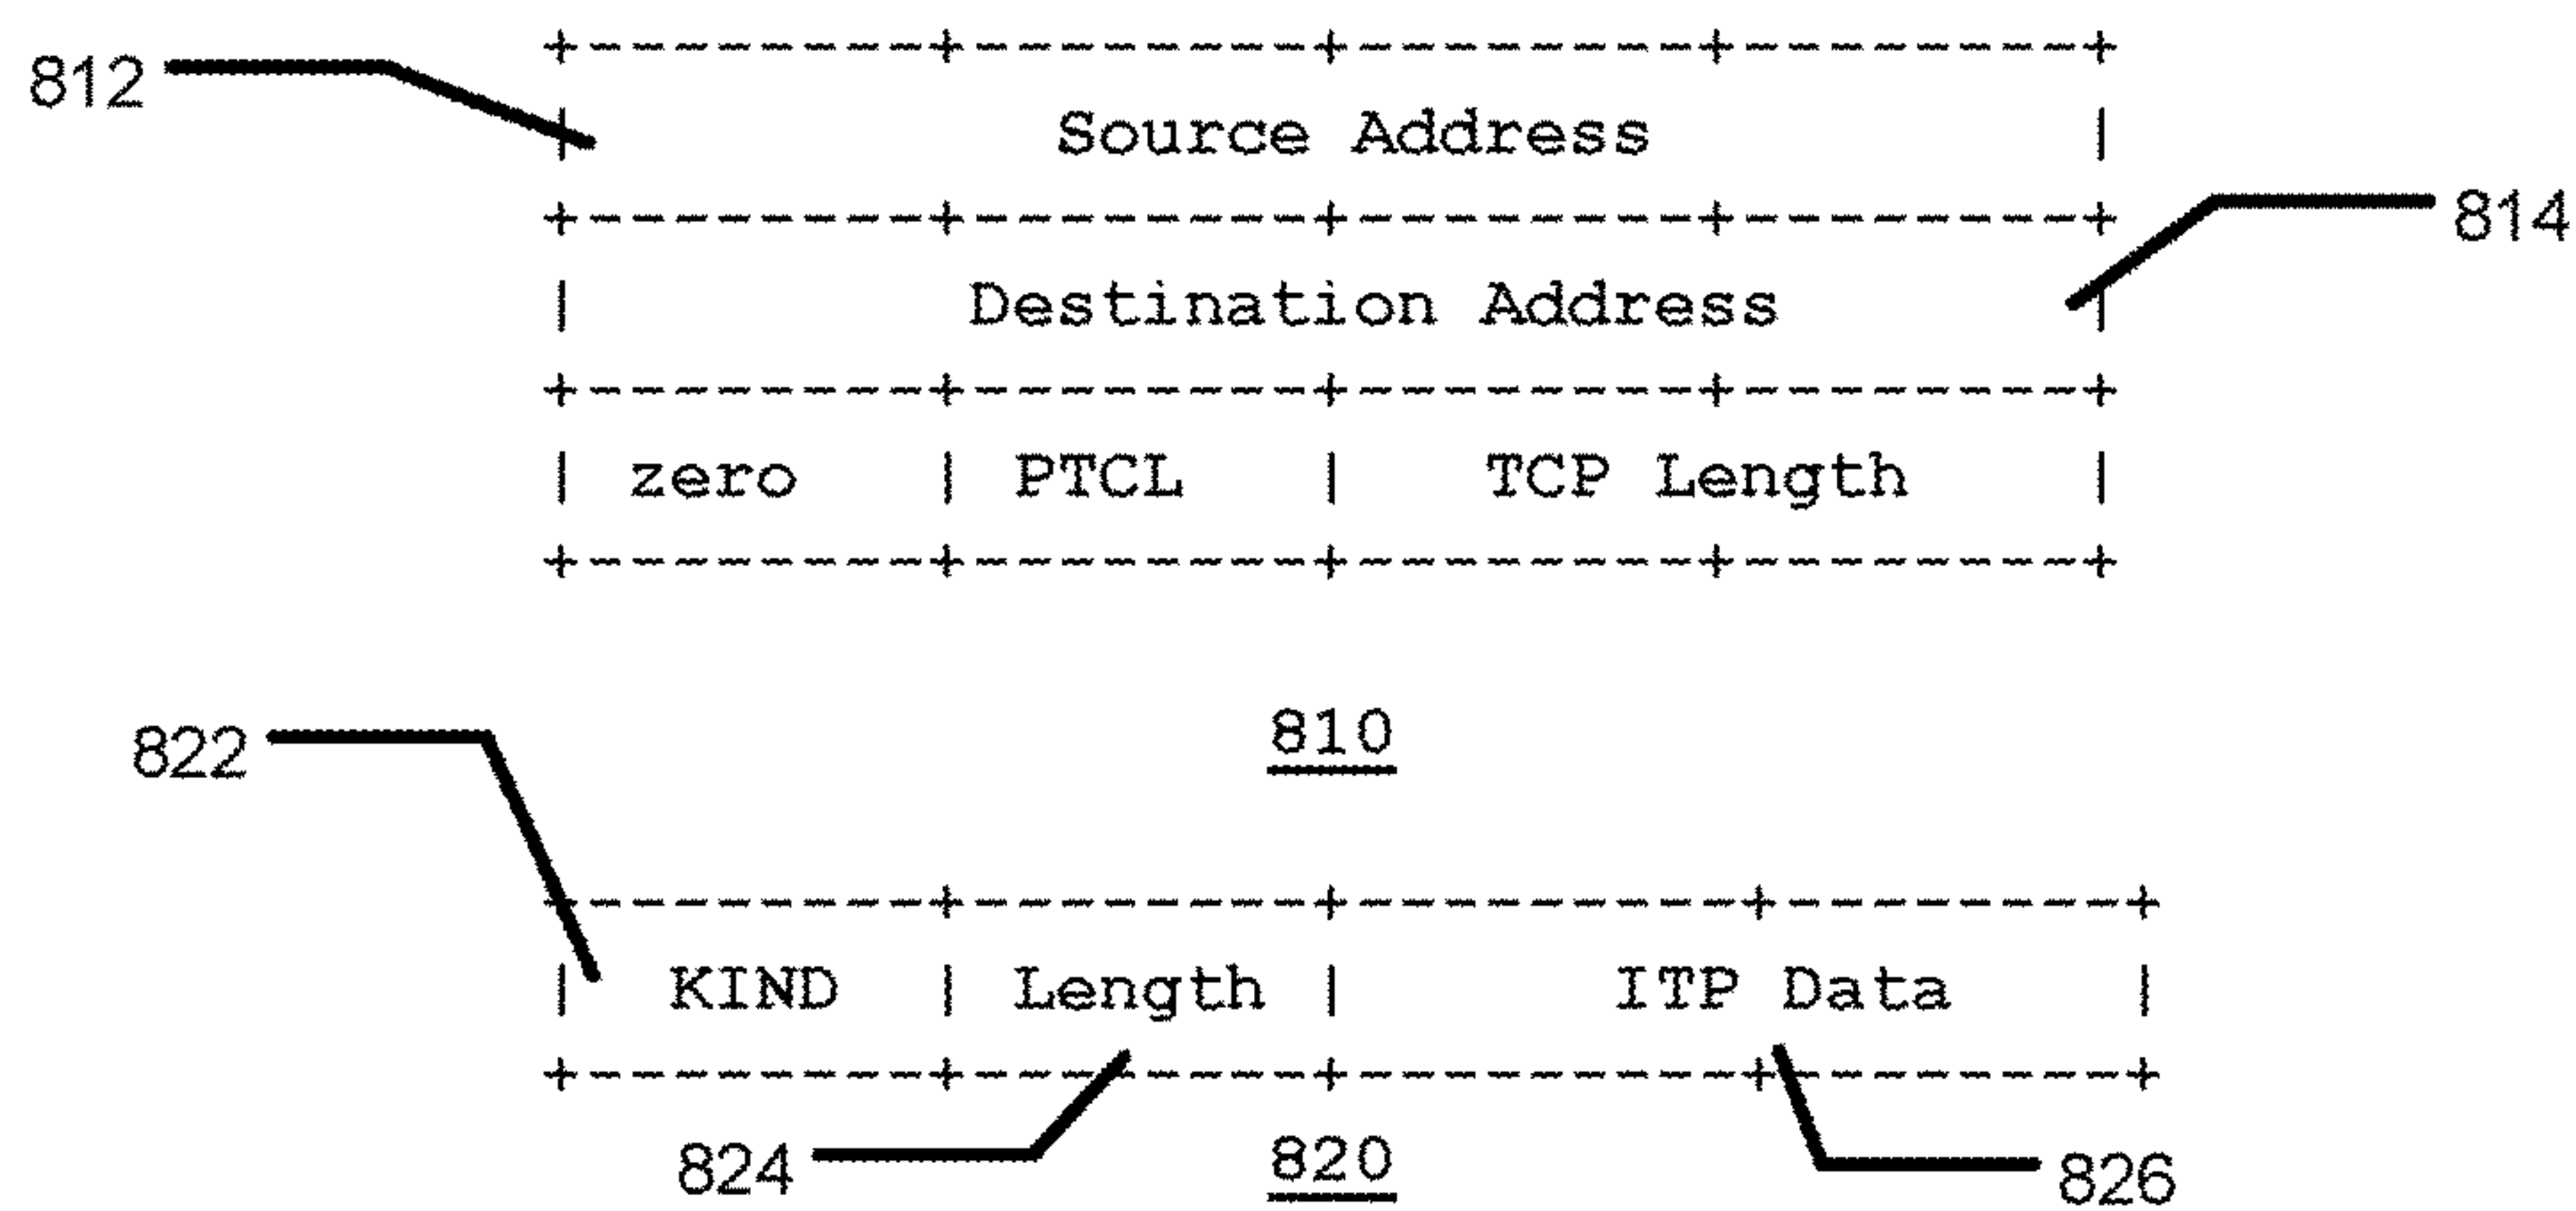 812
Source Address
814
Destination Address
| zero | PTCL | TCP Length |
810
822
| KIND | Length | ITP Data |
824
820
826